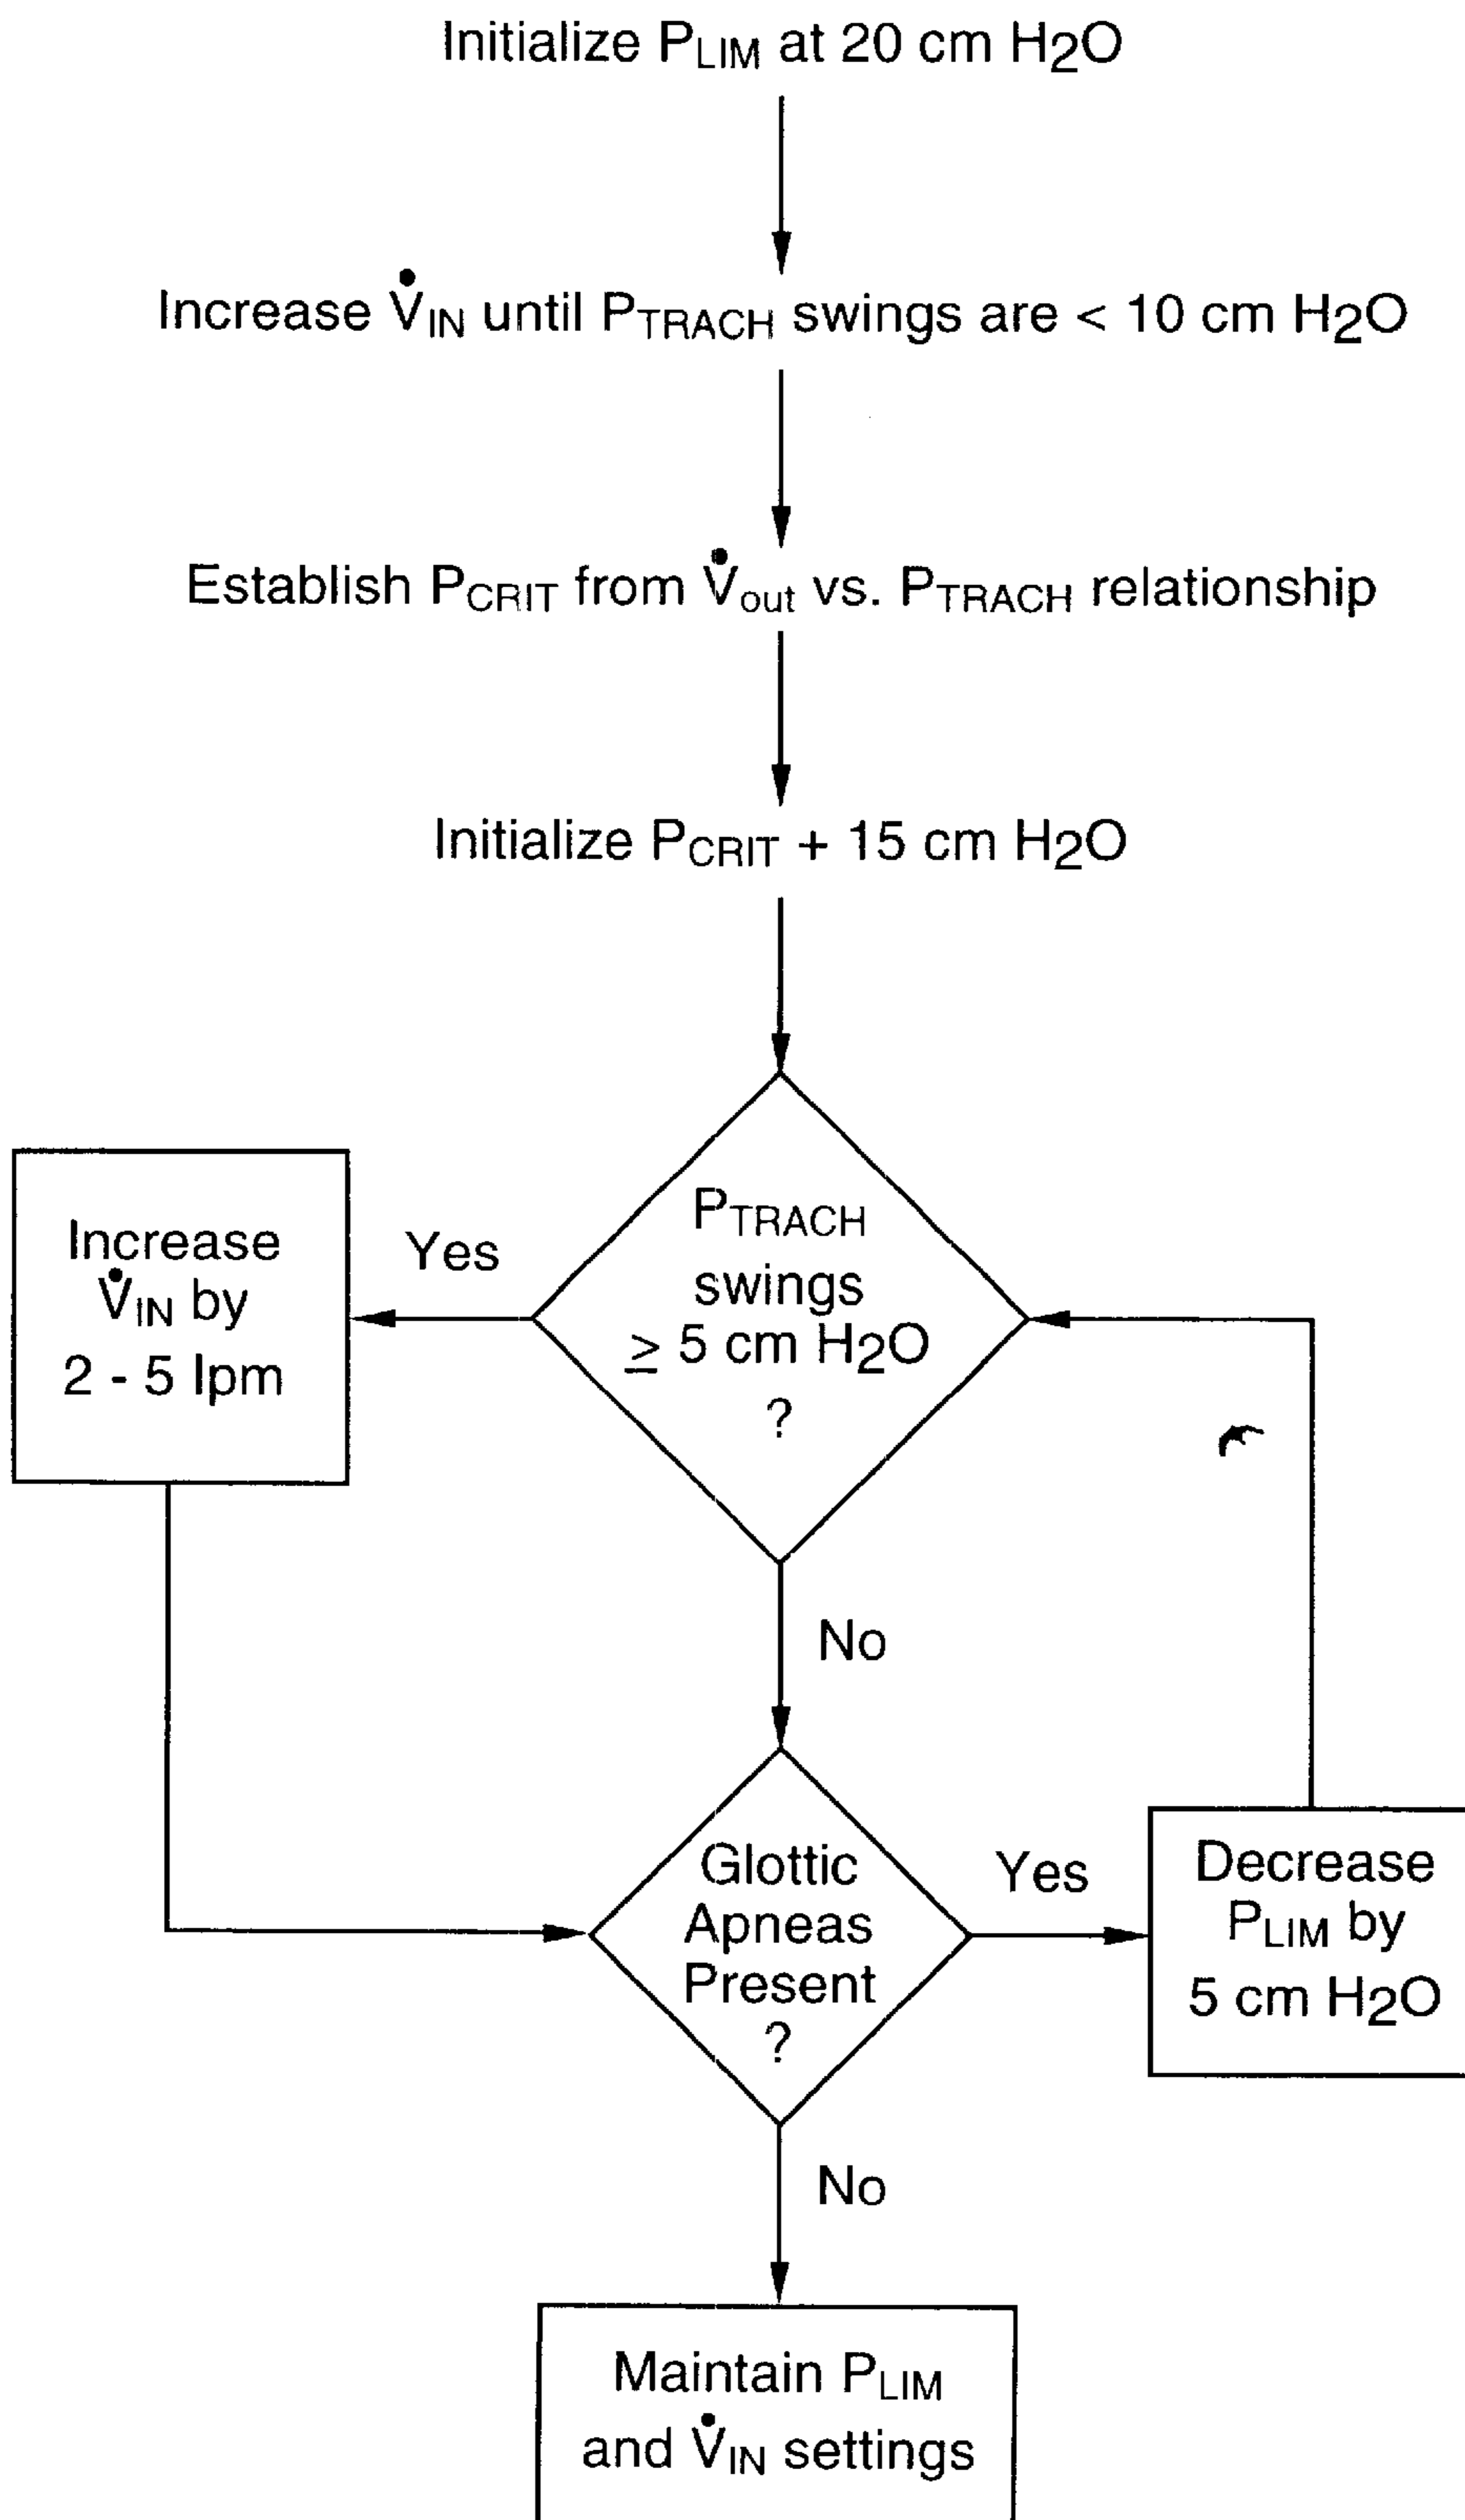 Initialize PLIM at 20 cm H2O
Increase V̇IN until PTRACH swings are < 10 cm H2O
Establish PCRIT from V̇out vs. PTRACH relationship
Initialize PCRIT + 15 cm H2O
PTRACH
swings
≥ 5 cm H2O
?
Yes
Increase
V̇IN by
2 - 5 lpm
No
Glottic
Apneas
Present
?
Yes
Decrease
PLIM by
5 cm H2O
No
Maintain PLIM
and V̇IN settings